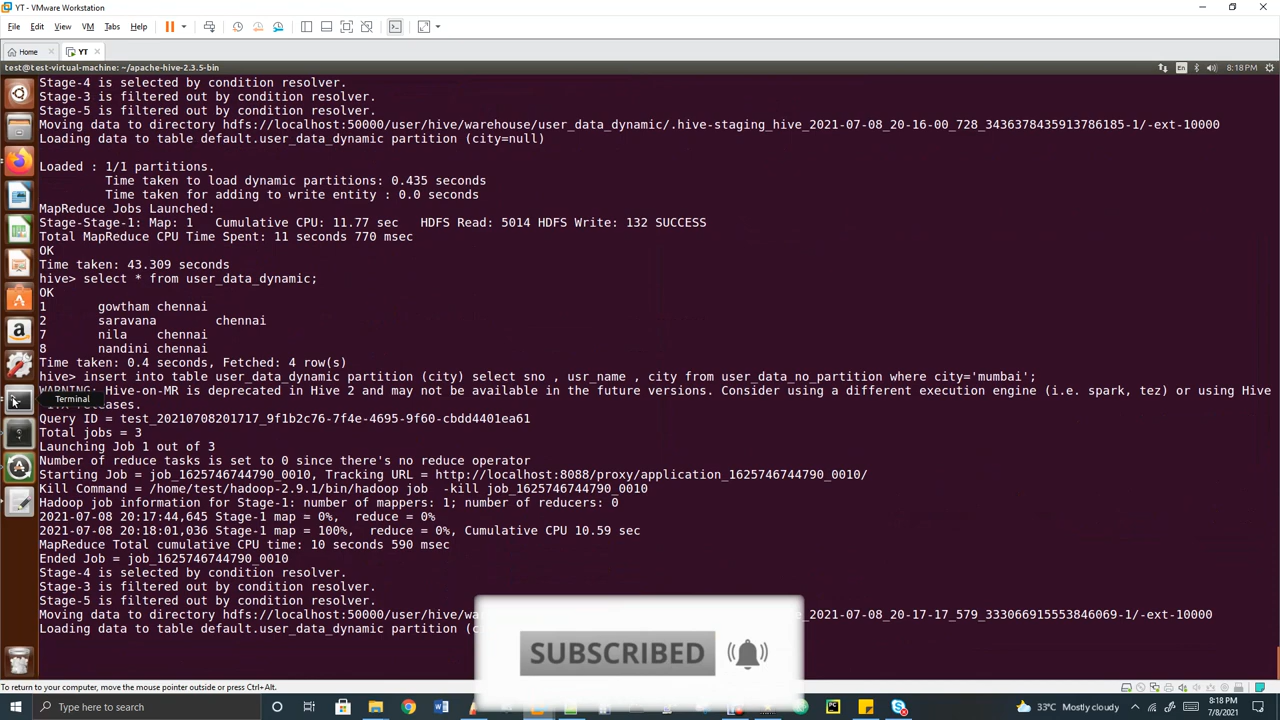 YT - VMware Workstation
File Edit View VM Tabs Help
Home YT
test@test-virtual-machine: ~/apache-hive-2.3.5-bin
En 8:18 PM
Stage-4 is selected by condition resolver.
Stage-3 is filtered out by condition resolver.
Stage-5 is filtered out by condition resolver.
Moving data to directory hdfs://localhost:50000/user/hive/warehouse/user_data_dynamic/.hive-staging_hive_2021-07-08_20-16-00_728_3436378435913786185-1/-ext-10000
Loading data to table default.user_data_dynamic partition (city=null)
Loaded : 1/1 partitions.
Time taken to load dynamic partitions: 0.435 seconds
Time taken for adding to write entity : 0.0 seconds
MapReduce Jobs Launched:
Stage-Stage-1: Map: 1 Cumulative CPU: 11.77 sec HDFS Read: 5014 HDFS Write: 132 SUCCESS
Total MapReduce CPU Time Spent: 11 seconds 770 msec
OK
Time taken: 43.309 seconds
hive> select * from user_data_dynamic;
OK
1 gowtham chennai
2 saravana chennai
7 nila chennai
8 nandini chennai
Time taken: 0.4 seconds, Fetched: 4 row(s)
hive> insert into table user_data_dynamic partition (city) select sno , usr_name , city from user_data_no_partition where city='mumbai';
WARNING: Hive-on-MR is deprecated in Hive 2 and may not be available in the future versions. Consider using a different execution engine (i.e. spark, tez) or using Hive
Terminal
releases.
Query ID = test_20210708201717_9f1b2c76-7f4e-4695-9f60-cbdd4401ea61
Total jobs = 3
Launching Job 1 out of 3
Number of reduce tasks is set to 0 since there's no reduce operator
Starting Job = job_1625746744790_0010, Tracking URL = http://localhost:8088/proxy/application_1625746744790_0010/
Kill Command = /home/test/hadoop-2.9.1/bin/hadoop job -kill job_1625746744790_0010
Hadoop job information for Stage-1: number of mappers: 1; number of reducers: 0
2021-07-08 20:17:44,645 Stage-1 map = 0%, reduce = 0%
2021-07-08 20:18:01,036 Stage-1 map = 100%, reduce = 0%, Cumulative CPU 10.59 sec
MapReduce Total cumulative CPU time: 10 seconds 590 msec
Ended Job = job_1625746744790_0010
Stage-4 is selected by condition resolver.
Stage-3 is filtered out by condition resolver.
Stage-5 is filtered out by condition resolver.
Moving data to directory hdfs://localhost:50000/user/hive/wa e_2021-07-08_20-17-17_579_333066915553846069-1/-ext-10000
Loading data to table default.user_data_dynamic partition (c
SUBSCRIBED
To return to your computer, move the mouse pointer outside or press Ctrl+Alt.
Type here to search
33°C Mostly cloudy
8:18 PM
7/8/2021